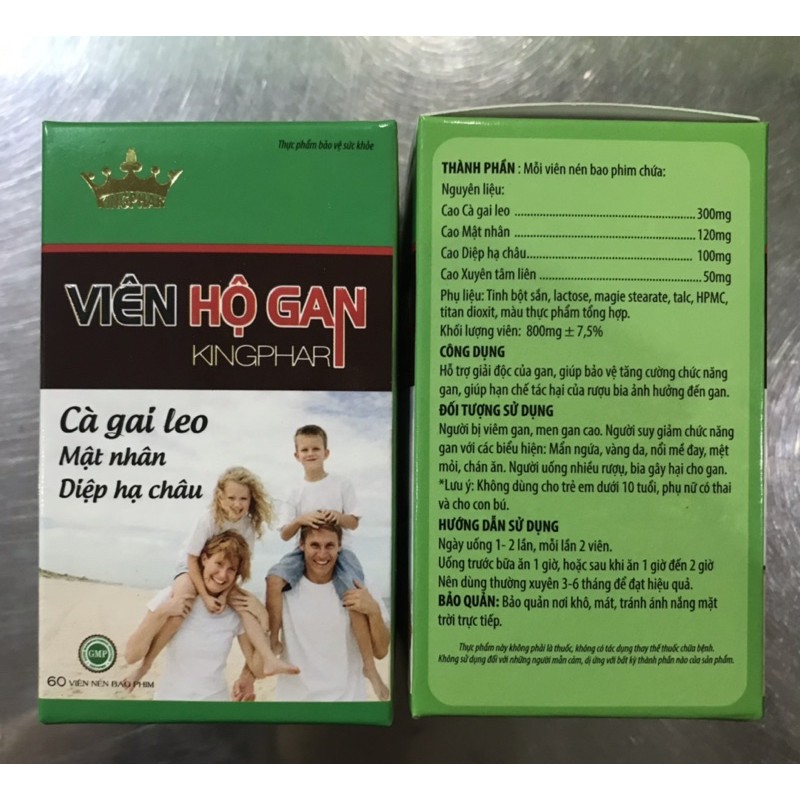 Thực phẩm bảo vệ sức khỏe
KINGPHAR
VIÊN HỘ GAN
KINGPHAR
Cà gai leo
Mật nhân
Diệp hạ châu
GMP
60 VIÊN NÉN BAO PHIM
THÀNH PHẦN : Mỗi viên nén bao phim chứa:
Nguyên liệu:
Cao Cà gai leo ........................................300mg
Cao Mật nhân ........................................120mg
Cao Diệp hạ châu.................................... 100mg
Cao Xuyên tâm liên ....................................50mg
Phụ liệu: Tinh bột sắn, lactose, magie stearate, talc, HPMC,
titan dioxit, màu thực phẩm tổng hợp.
Khối lượng viên: 800mg ± 7,5%
CÔNG DỤNG
Hỗ trợ giải độc của gan, giúp bảo vệ tăng cường chức năng
gan, giúp hạn chế tác hại của rượu bia ảnh hưởng đến gan.
ĐỐI TƯỢNG SỬ DỤNG
Người bị viêm gan, men gan cao. Người suy giảm chức năng
gan với các biểu hiện: Mẩn ngứa, vàng da, nổi mề đay, mệt
mỏi, chán ăn. Người uống nhiều rượu, bia gây hại cho gan.
*Lưu ý: Không dùng cho trẻ em dưới 10 tuổi, phụ nữ có thai
và cho con bú.
HƯỚNG DẪN SỬ DỤNG
Ngày uống 1- 2 lần, mỗi lần 2 viên.
Uống trước bữa ăn 1 giờ, hoặc sau khi ăn 1 giờ đến 2 giờ
Nên dùng thường xuyên 3-6 tháng để đạt hiệu quả.
BẢO QUẢN: Bảo quản nơi khô, mát, tránh ánh nắng mặt
trời trực tiếp.
Thực phẩm này không phải là thuốc, không có tác dụng thay thế thuốc chữa bệnh.
Không sử dụng đối với những người mẫn cảm, dị ứng với bất kỳ thành phần nào của sản phẩm.